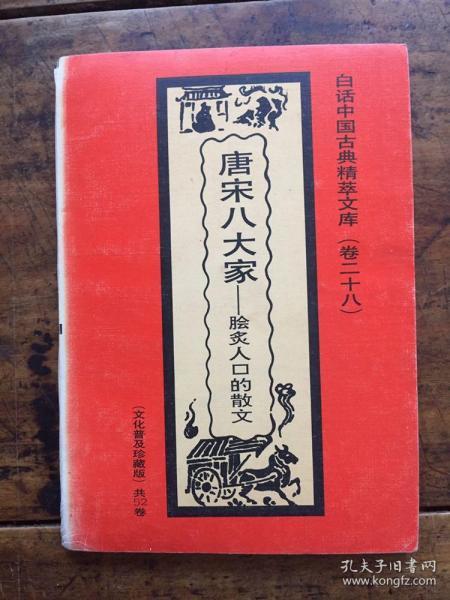 白话中国古典精萃文库(卷二十八)
唐宋八大家
——脍炙人口的散文
(文化普及珍藏版)共52卷
孔夫子旧书网
www.kongfz.com